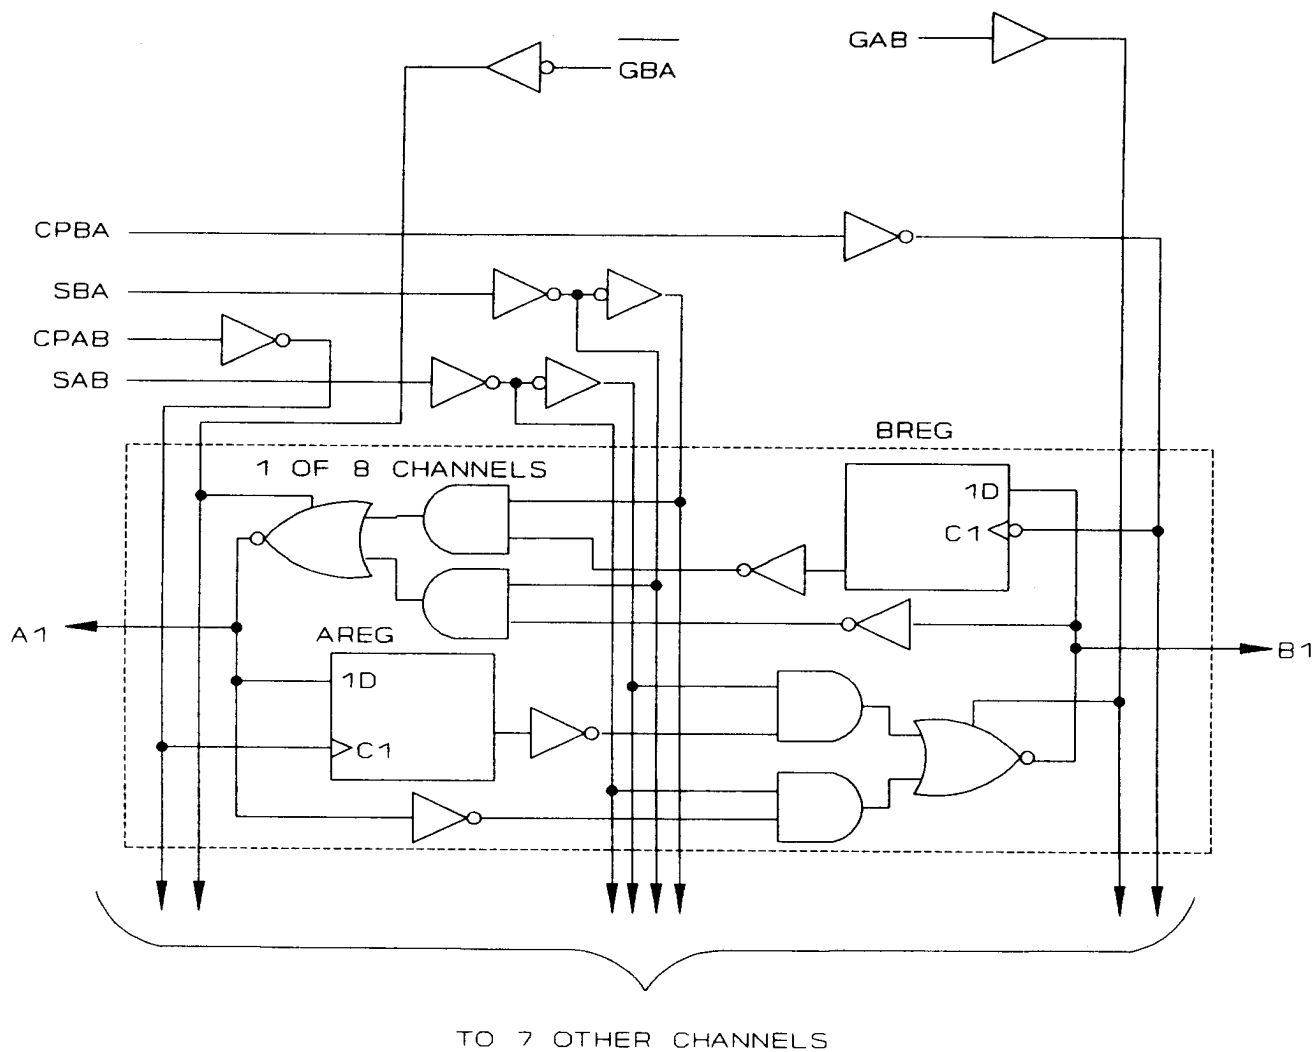 GAB
GBA
CPBA
SBA
CPAB
SAB
BREG
1 OF 8 CHANNELS
1D
C1
A1
AREG
1D
C1
B1
TO 7 OTHER CHANNELS